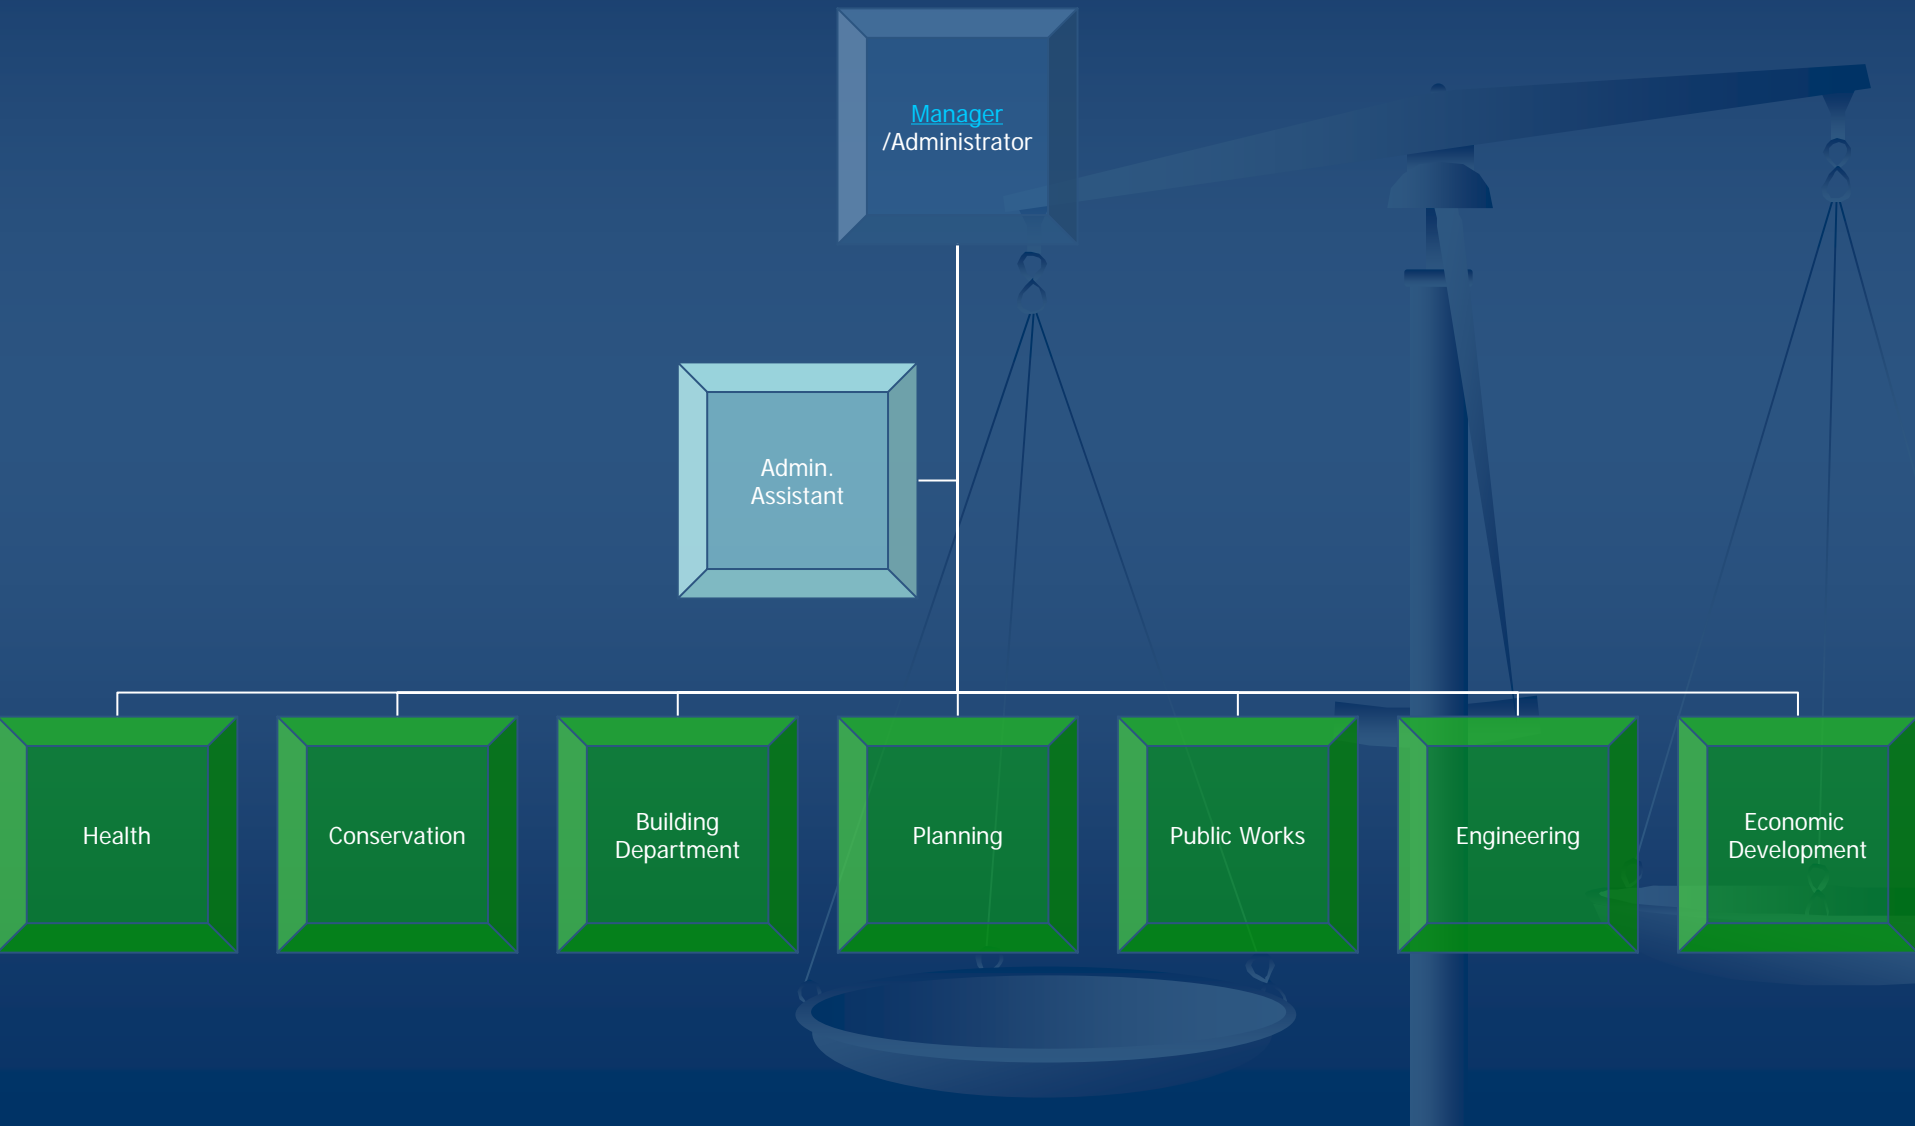 Manager
/Administrator
Admin.
Assistant
Health
Conservation
Building
Department
Planning
Public Works
Engineering
Economic
Development